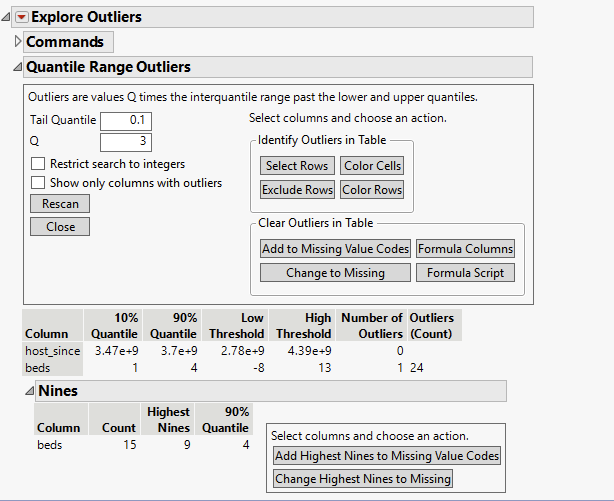 Explore Outliers
Commands
Quantile Range Outliers
Outliers are values Q times the interquantile range past the lower and upper quantiles.
Tail Quantile 0.1
Q 3
Restrict search to integers
Show only columns with outliers
Rescan
Close
Select columns and choose an action.
Identify Outliers in Table
Select Rows Color Cells
Exclude Rows Color Rows
Clear Outliers in Table
Add to Missing Value Codes Formula Columns
Change to Missing Formula Script
10% 90% Low High Number of Outliers
Column Quantile Quantile Threshold Threshold Outliers (Count)
host_since 3.47e+9 3.7e+9 2.78e+9 4.39e+9 0
beds 1 4 -8 13 1 24
Nines
Highest 90%
Column Count Nines Quantile
beds 15 9 4
Select columns and choose an action.
Add Highest Nines to Missing Value Codes
Change Highest Nines to Missing